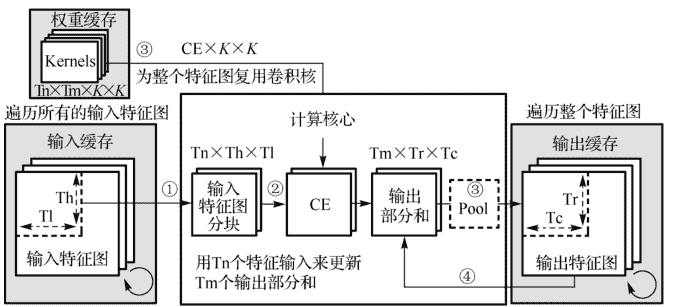 权重缓存
Kernels
Tn×Tm×K×K
③ CE×K×K
为整个特征图复用卷积核
遍历所有的输入特征图
输入缓存
Th
Tl
输入特征图
①
计算核心
Tn×Th×Tl
输入
特征图
分块
②
CE
Tm×Tr×Tc
输出
部分和
③
Pool
用Tn个特征输入来更新
Tm个输出部分和
④
遍历整个特征图
输出缓存
Tr
Tc
输出特征图